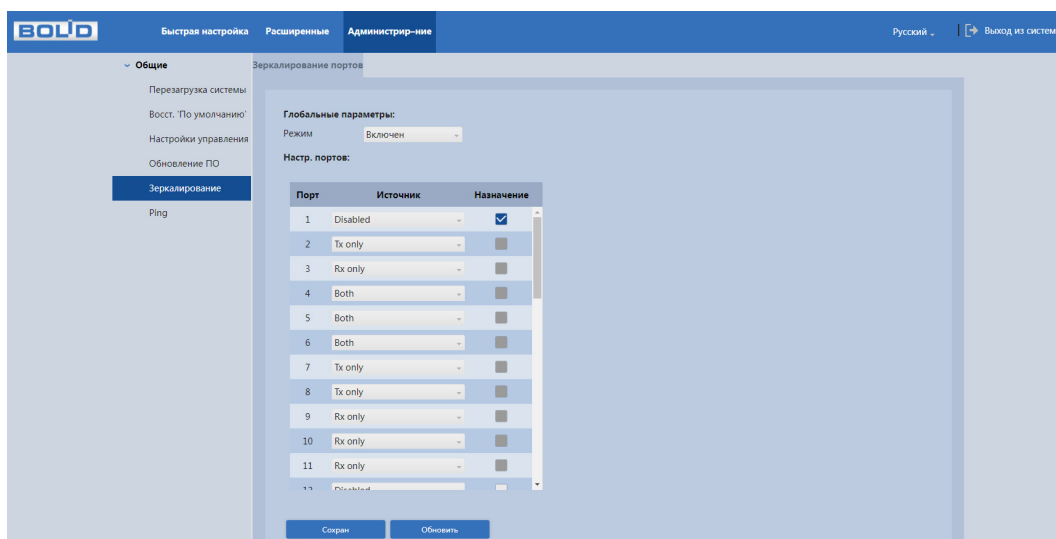 BOLID
Быстрая настройка Расширенные Администрир-ние Русский Выход из систем
Общие Зеркалирование портов
Перезагрузка системы
Восст. 'По умолчанию'
Настройки управления
Обновление ПО
Зеркалирование
Ping
Глобальные параметры:
Режим Включен
Настр. портов:
Порт Источник Назначение
1 Disabled
2 Tx only
3 Rx only
4 Both
5 Both
6 Both
7 Tx only
8 Tx only
9 Rx only
10 Rx only
11 Rx only
12 Disabled
Сохран Обновить